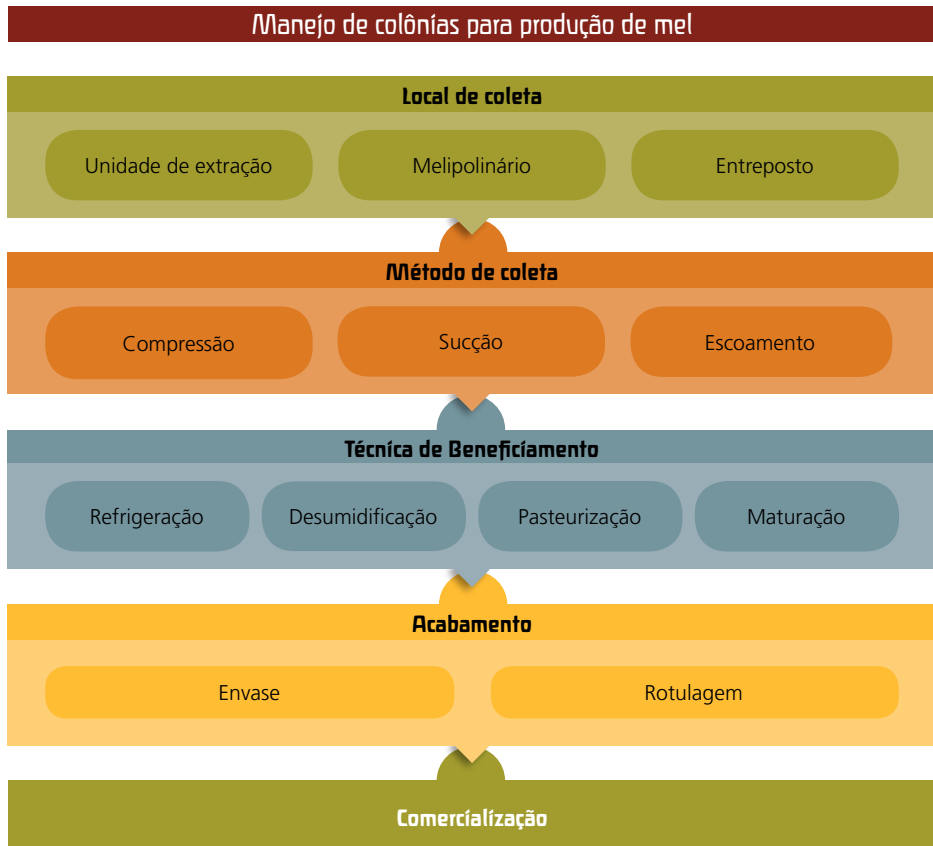 Manejo de colônias para produção de mel
Local de coleta
Unidade de extração
Melipolinário
Entreposto
Método de coleta
Compressão
Sucção
Escoamento
Técnica de Beneficiamento
Refrigeração
Desumidificação
Pasteurização
Maturação
Acabamento
Envase
Rotulagem
Comercialização